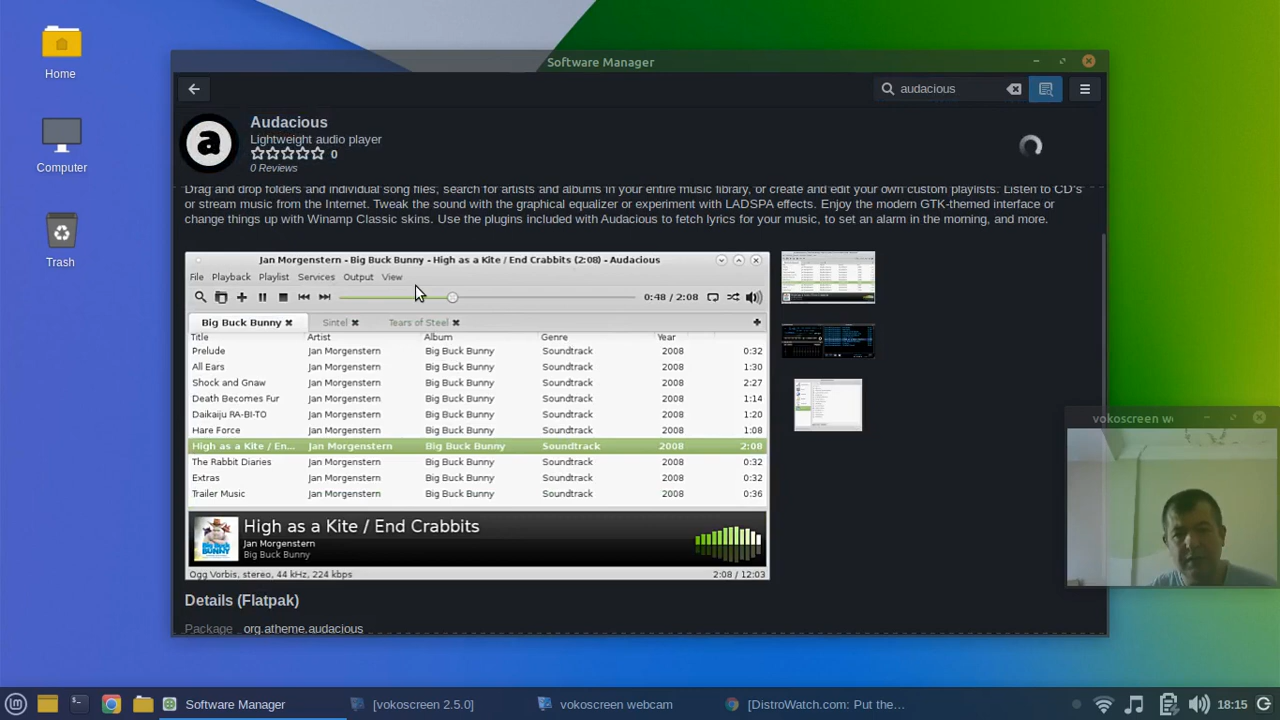 Home
Computer
Trash
Software Manager
audacious
Audacious
Lightweight audio player
0
0 Reviews
Drag and drop folders and individual song files, search for artists and albums in your entire music library, or create and edit your own custom playlists. Listen to CD's
or stream music from the Internet. Tweak the sound with the graphical equalizer or experiment with LADSPA effects. Enjoy the modern GTK-themed interface or
change things up with Winamp Classic skins. Use the plugins included with Audacious to fetch lyrics for your music, to set an alarm in the morning, and more.
Jan Morgenstern - Big Buck Bunny - High as a Kite / End Crabbits (2:08) - Audacious
File Playback Playlist Services Output View
0:48 / 2:08
Big Buck Bunny Sintel Tears of Steel
Title Artist Album Genre Year
Prelude Jan Morgenstern Big Buck Bunny Soundtrack 2008 0:32
All Ears Jan Morgenstern Big Buck Bunny Soundtrack 2008 1:30
Shock and Gnaw Jan Morgenstern Big Buck Bunny Soundtrack 2008 2:27
Death Becomes Fur Jan Morgenstern Big Buck Bunny Soundtrack 2008 1:14
Daikaiju RA-BI-TO Jan Morgenstern Big Buck Bunny Soundtrack 2008 1:20
Hare Force Jan Morgenstern Big Buck Bunny Soundtrack 2008 1:08
High as a Kite / En... Jan Morgenstern Big Buck Bunny Soundtrack 2008 2:08
The Rabbit Diaries Jan Morgenstern Big Buck Bunny Soundtrack 2008 0:32
Extras Jan Morgenstern Big Buck Bunny Soundtrack 2008 0:32
Trailer Music Jan Morgenstern Big Buck Bunny Soundtrack 2008 0:36
BIG BUCK BUNNY
High as a Kite / End Crabbits
Jan Morgenstern
Big Buck Bunny
Ogg Vorbis, stereo, 44 kHz, 224 kbps 2:08 / 12:03
Details (Flatpak)
Package org.atheme.audacious
vokoscreen we
Software Manager
[vokoscreen 2.5.0]
vokoscreen webcam
[DistroWatch.com: Put the...
18:15